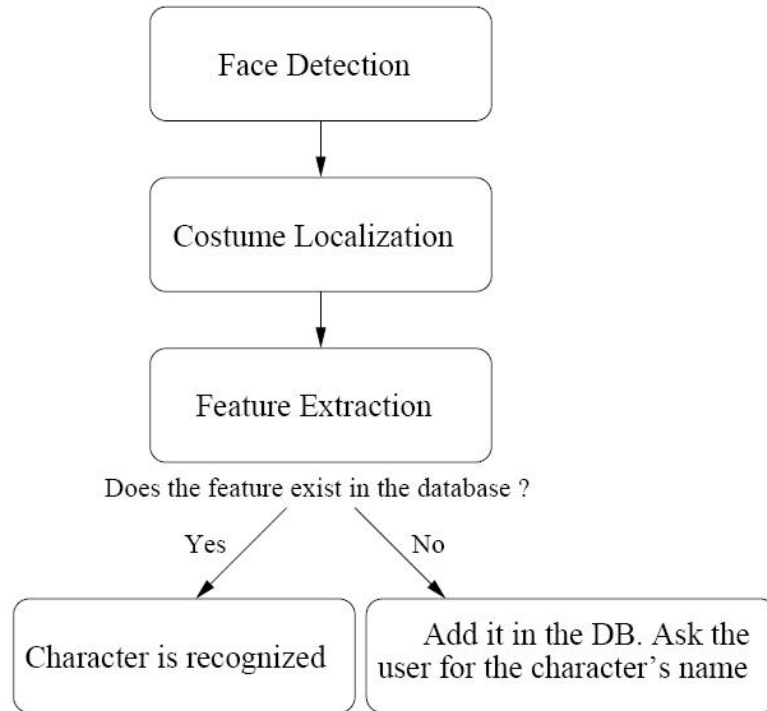 Face Detection
Costume Localization
Feature Extraction
Does the feature exist in the database ?
Yes
No
Character is recognized
Add it in the DB. Ask the
user for the character’s name